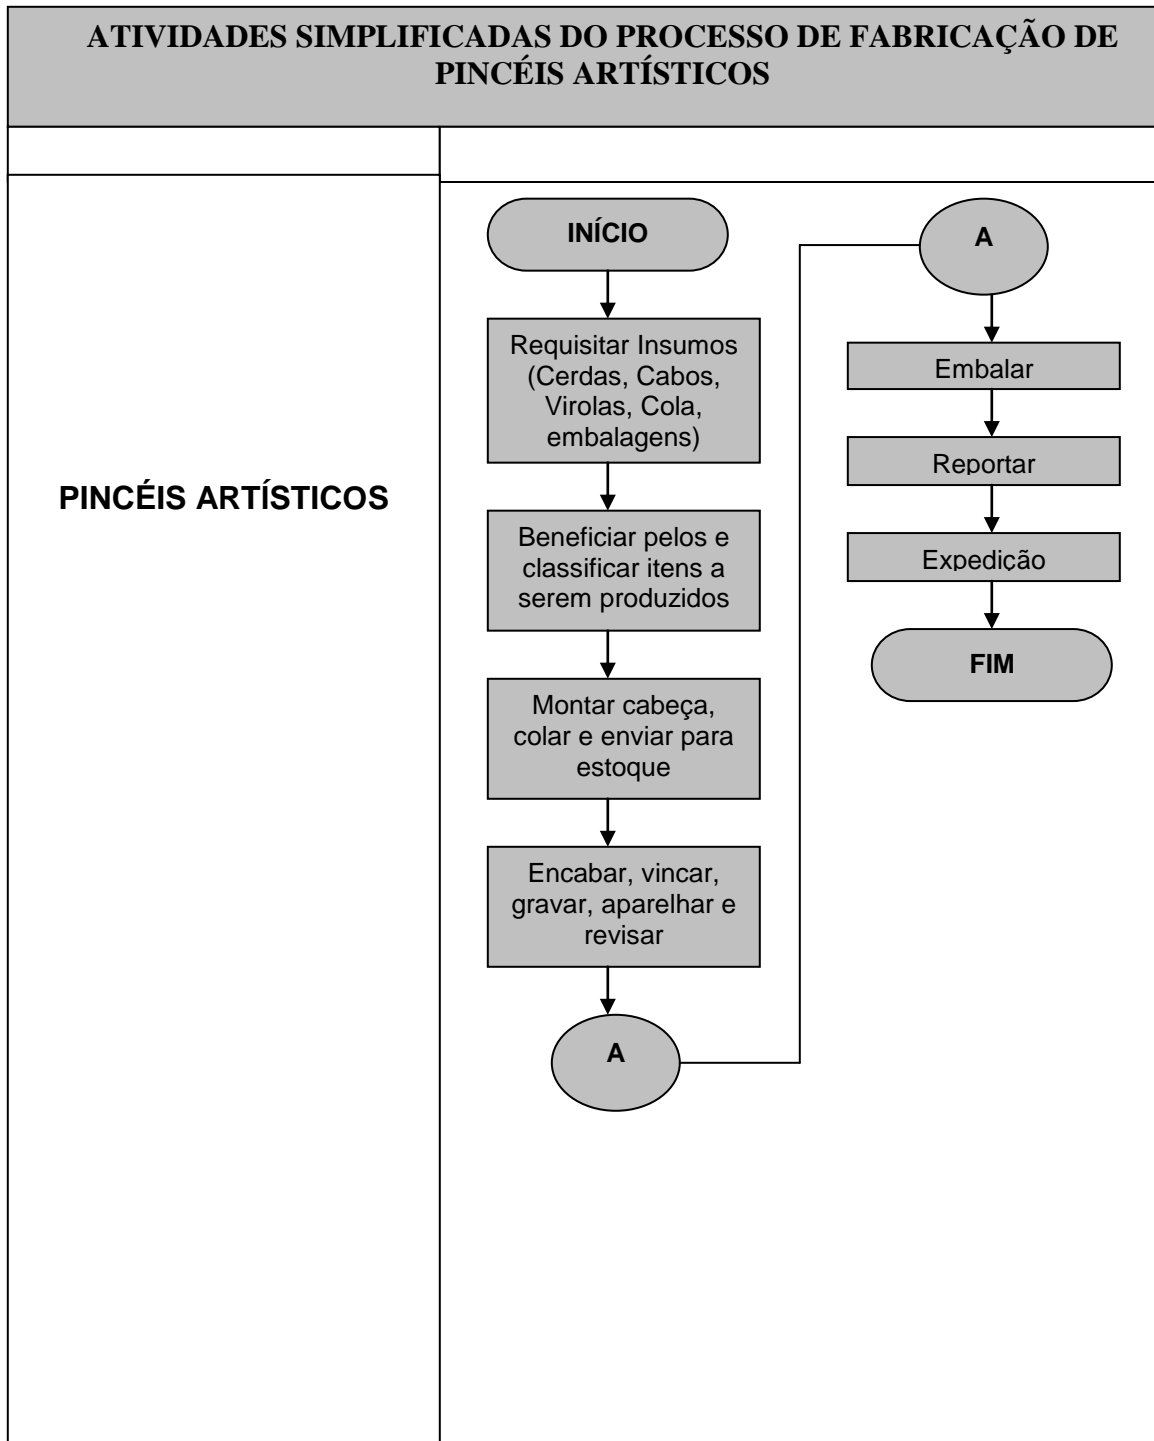 ATIVIDADES SIMPLIFICADAS DO PROCESSO DE FABRICAÇÃO DE
PINCÉIS ARTÍSTICOS
PINCÉIS ARTÍSTICOS
INÍCIO
Requisitar Insumos
(Cerdas, Cabos,
Virolas, Cola,
embalagens)
Beneficiar pelos e
classificar itens a
serem produzidos
Montar cabeça,
colar e enviar para
estoque
Encabar, vincar,
gravar, aparelhar e
revisar
A
A
Embalar
Reportar
Expedição
FIM